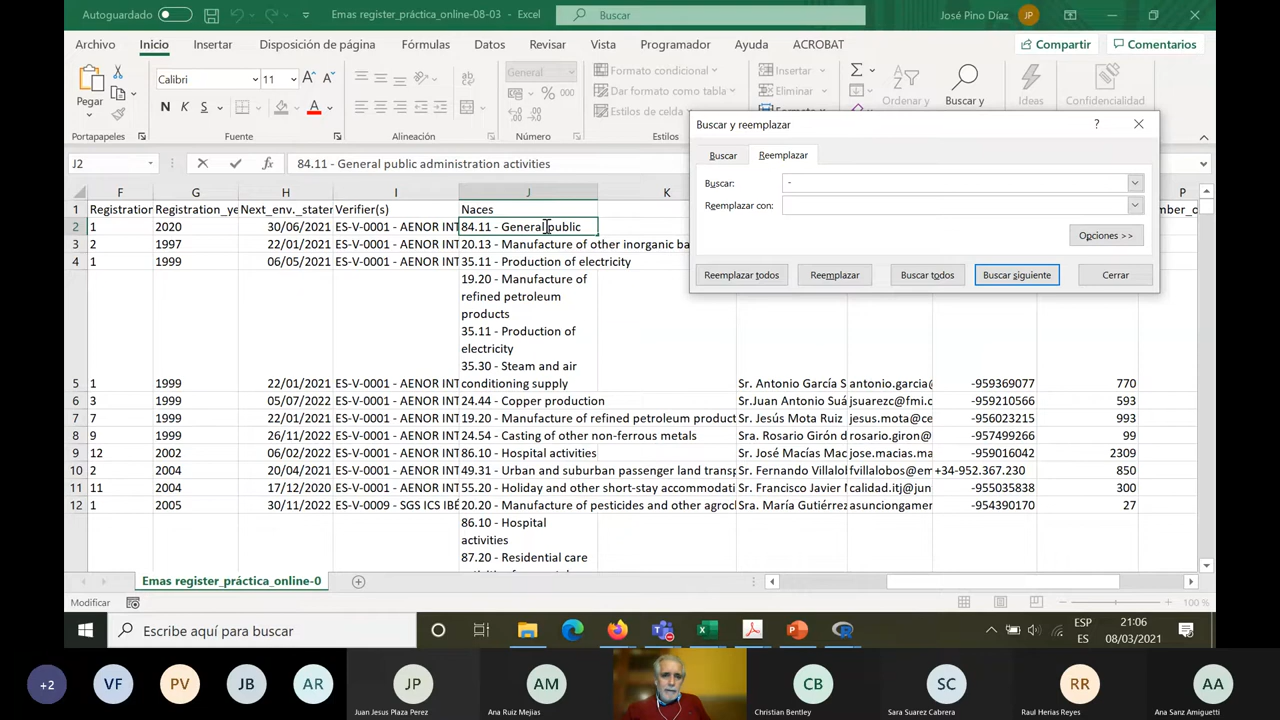 Autoguardado
Emas register_práctica_online-08-03 - Excel
Buscar
José Pino Díaz
JP
Archivo Inicio Insertar Disposición de página Fórmulas Datos Revisar Vista Programador Ayuda ACROBAT
Compartir
Comentarios
Pegar
Calibri 11 A A
N K S A
General
% 000
Formato condicional
Dar formato como tabla
Estilos de celda
Insertar
Eliminar
Ordenar y
Buscar y
Ideas
Confidencialidad
Portapapeles Fuente Alineación Número Estilos
Buscar y reemplazar ?
Buscar Reemplazar
Buscar: -
Reemplazar con:
Opciones >>
Reemplazar todos Reemplazar Buscar todos Buscar siguiente Cerrar
J2 fx 84.11 - General public administration activities
F G H I J K P
1 Registration Registration_ye Next_env._staten Verifier(s) Naces
2 1 2020 30/06/2021 ES-V-0001 - AENOR INT 84.11 - General public
3 2 1997 22/01/2021 ES-V-0001 - AENOR INT 20.13 - Manufacture of other inorganic ba
4 1 1999 06/05/2021 ES-V-0001 - AENOR INT 35.11 - Production of electricity
19.20 - Manufacture of
refined petroleum
products
35.11 - Production of
electricity
35.30 - Steam and air
5 1 1999 22/01/2021 ES-V-0001 - AENOR INT conditioning supply Sr. Antonio García S antonio.garcia@ -959369077 770
6 3 1999 05/07/2022 ES-V-0001 - AENOR INT 24.44 - Copper production Sr.Juan Antonio Suá jsuarezc@fmi.c -959210566 593
7 7 1999 22/01/2021 ES-V-0001 - AENOR INT 19.20 - Manufacture of refined petroleum product Sr. Jesús Mota Ruiz jesus.mota@ce -956023215 993
8 9 1999 26/11/2022 ES-V-0001 - AENOR INT 24.54 - Casting of other non-ferrous metals Sra. Rosario Girón d rosario.giron@ -957499266 99
9 12 2002 06/02/2022 ES-V-0001 - AENOR INT 86.10 - Hospital activities Sr. José Macías Mac jose.macias.ma -959016042 2309
10 2 2004 20/04/2021 ES-V-0001 - AENOR INT 49.31 - Urban and suburban passenger land transp Sr. Fernando Villalol fvillalobos@em +34-952.367.230 850
11 11 2004 17/12/2020 ES-V-0001 - AENOR INT 55.20 - Holiday and other short-stay accommodati Sr. Francisco Javier calidad.itj@jun -955035838 300
12 1 2005 30/11/2022 ES-V-0009 - SGS ICS IBÉ 20.20 - Manufacture of pesticides and other agroc Sra. María Gutiérrez asunciongamer -954390170 27
86.10 - Hospital
activities
87.20 - Residential care
Emas register_práctica_online-0
Modificar
100 %
Escribe aquí para buscar
ESP
ES
21:06
08/03/2021
+2 VF PV JB AR JP AM CB SC RR AA
Juan Jesus Plaza Perez Ana Ruiz Mejias Christian Bentley Sara Suarez Cabrera Raul Herias Reyes Ana Sanz Amiguetti